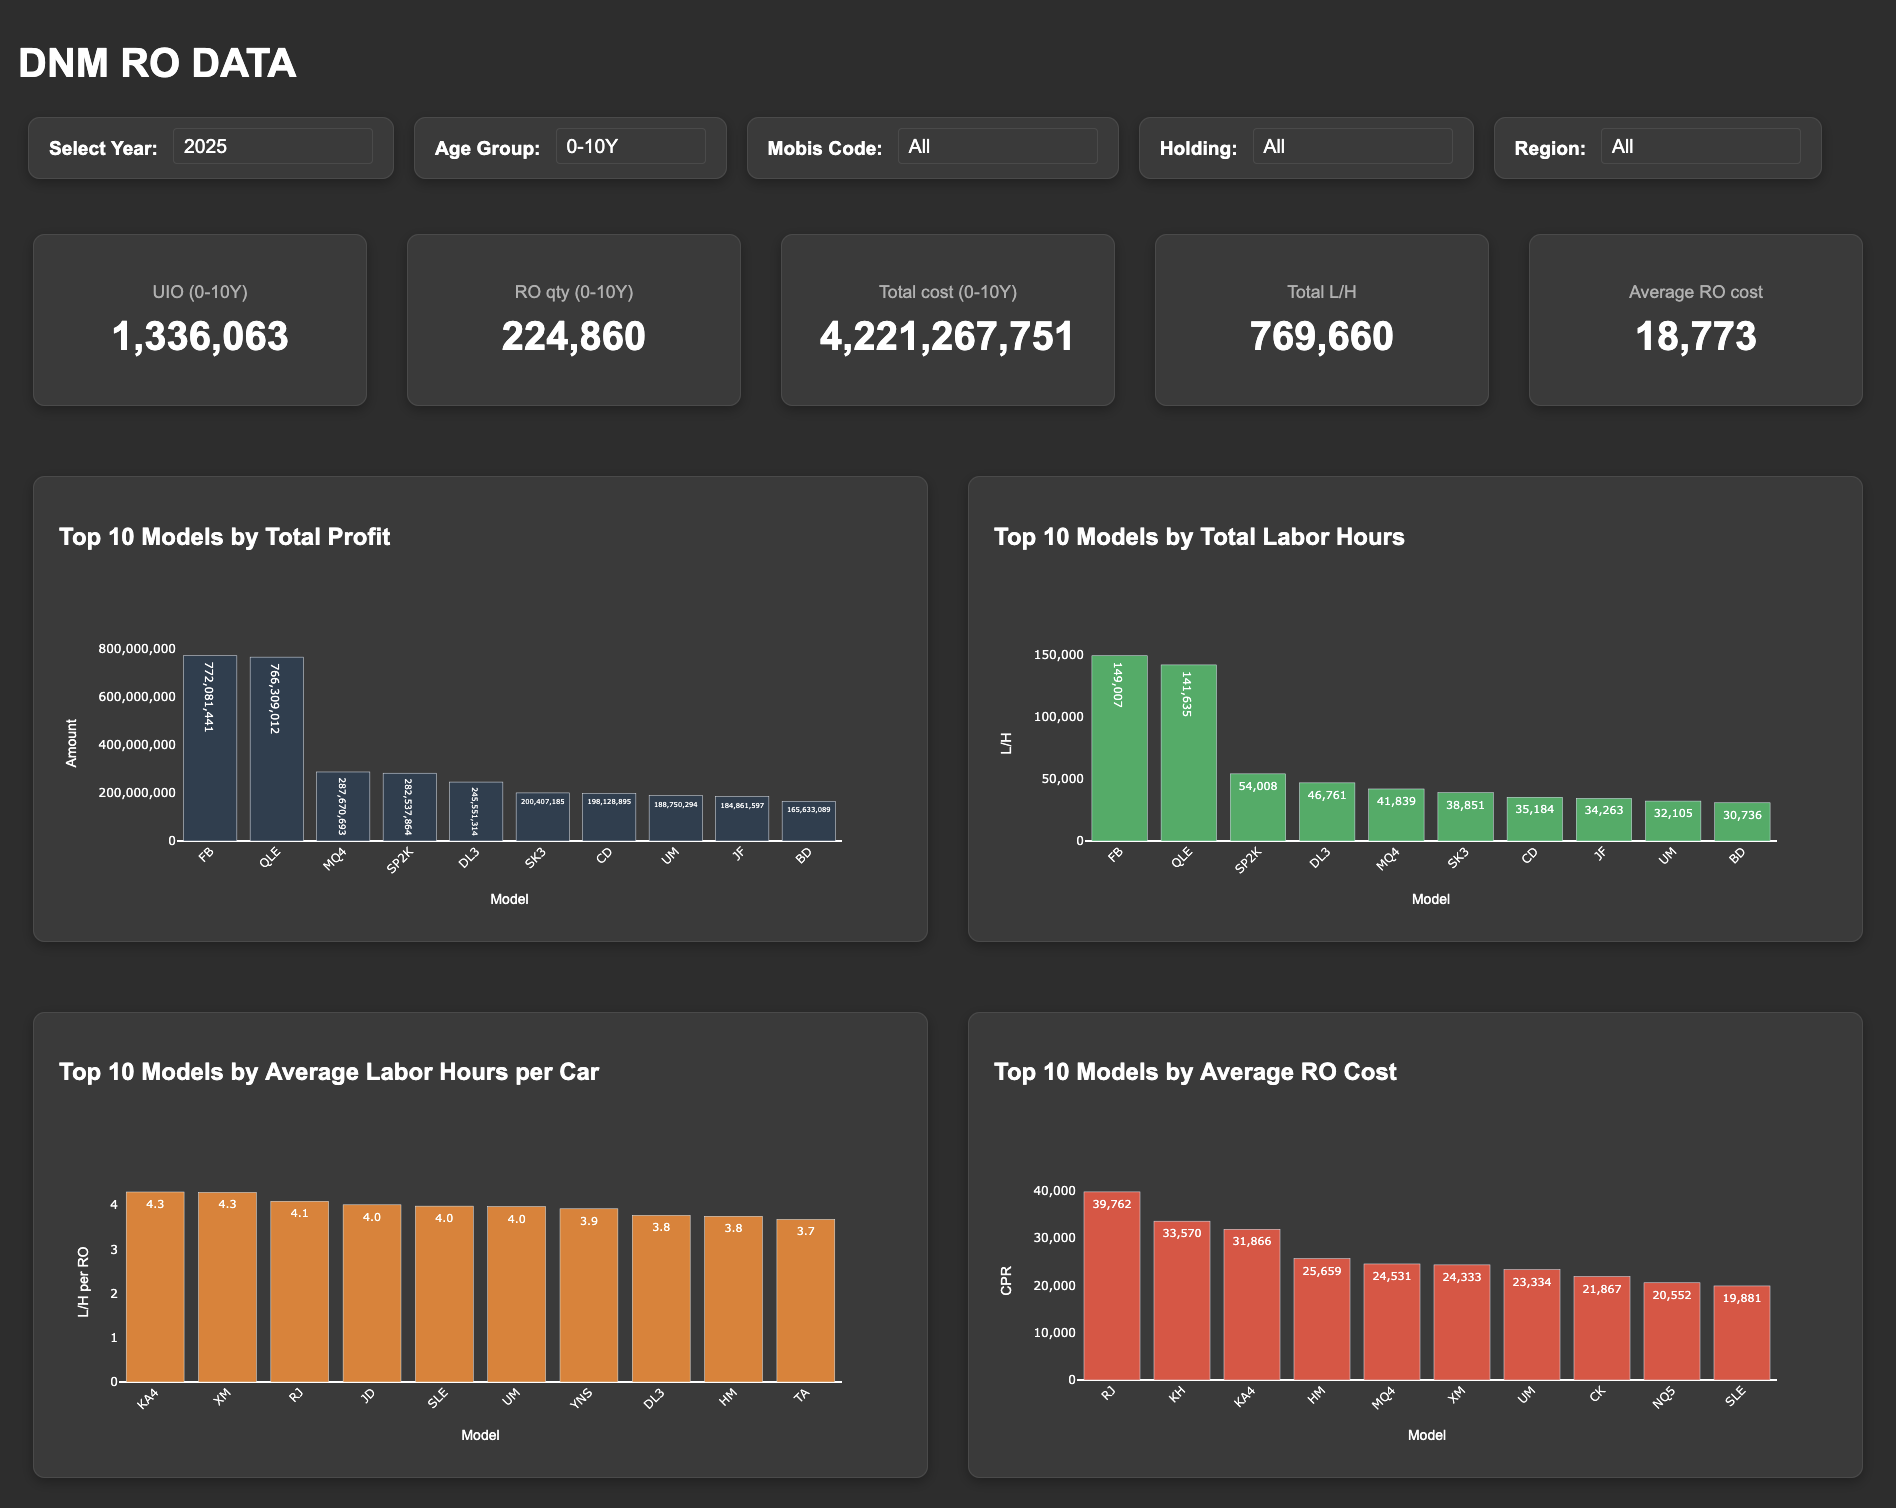 DNM RO DATA
Select Year: 2025
Age Group: 0-10Y
Mobis Code: All
Holding: All
Region: All
UIO (0-10Y)
1,336,063
RO qty (0-10Y)
224,860
Total cost (0-10Y)
4,221,267,751
Total L/H
769,660
Average RO cost
18,773
Top 10 Models by Total Profit
800,000,000
600,000,000
400,000,000
200,000,000
0
Amount
772,081,441
766,309,012
287,670,693
282,537,864
245,551,314
200,407,185
198,128,895
188,750,294
184,861,597
165,633,089
FB
QLE
MQ4
SP2K
DL3
SK3
CD
UM
JF
BD
Model
Top 10 Models by Total Labor Hours
150,000
100,000
50,000
0
L/H
149,007
141,635
54,008
46,761
41,839
38,851
35,184
34,263
32,105
30,736
FB
QLE
SP2K
DL3
MQ4
SK3
CD
JF
UM
BD
Model
Top 10 Models by Average Labor Hours per Car
4
3
2
1
0
L/H per RO
4.3
4.3
4.1
4.0
4.0
4.0
3.9
3.8
3.8
3.7
KA4
XM
RJ
JD
SLE
UM
YNS
DL3
HM
TA
Model
Top 10 Models by Average RO Cost
40,000
30,000
20,000
10,000
0
CPR
39,762
33,570
31,866
25,659
24,531
24,333
23,334
21,867
20,552
19,881
RJ
KH
KA4
HM
MQ4
XM
UM
CK
NQ5
SLE
Model